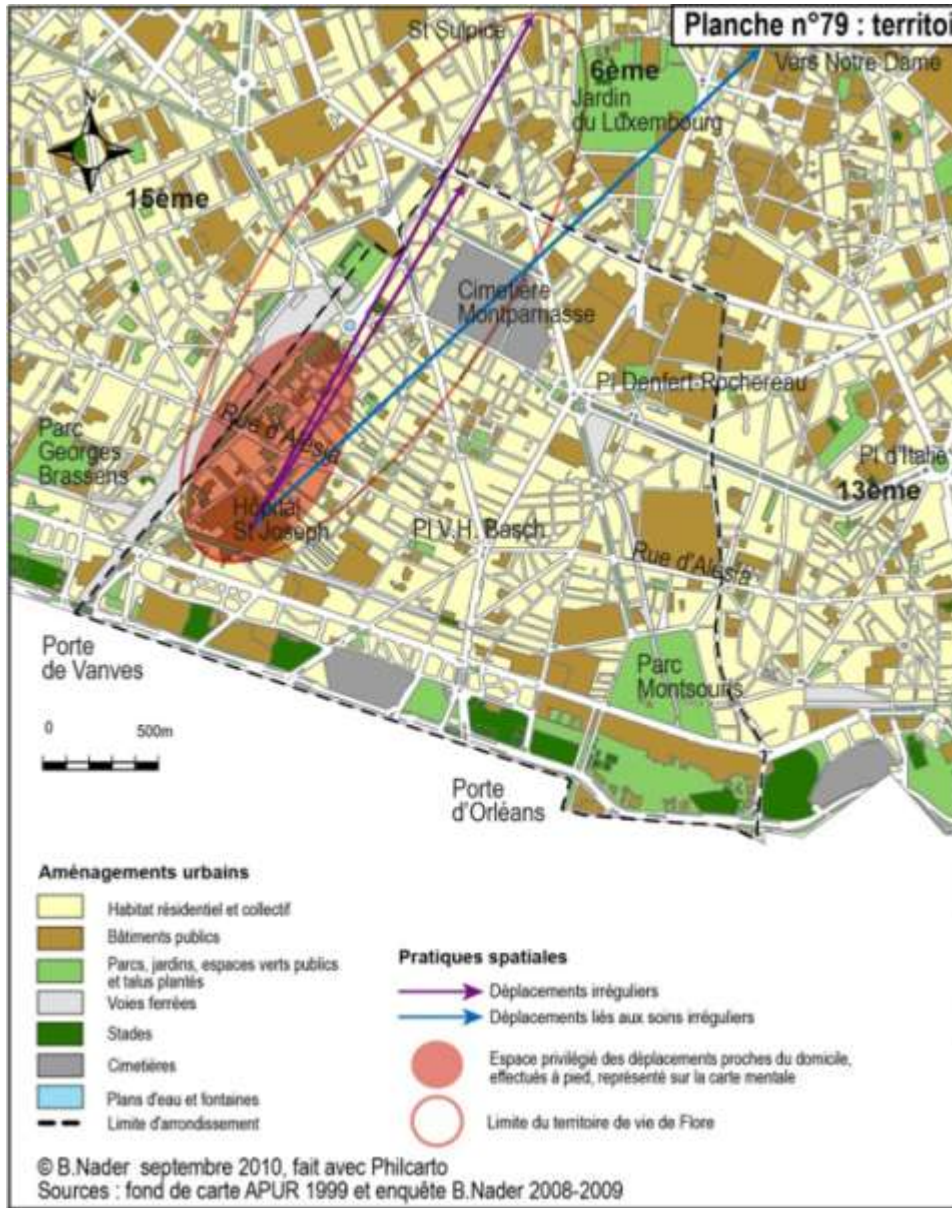 Planche n°79 : territoi
St Sulpice
6ème
Jardin
du Luxembourg
Vers Notre Dame
N
15ème
Cimetière
Montparnasse
Pl Denfert-Rochereau
Rue d'Alésia
Parc
Georges
Brassens
Pl d'Italie
13ème
Hôpital
St Joseph
Pl V.H. Basch
Rue d'Alésia
Porte
de Vanves
Parc
Montsouris
0 500m
Porte
d'Orléans
Aménagements urbains
Habitat résidentiel et collectif
Bâtiments publics
Parcs, jardins, espaces verts publics
et talus plantés
Voies ferrées
Stades
Cimetières
Plans d'eau et fontaines
Limite d'arrondissement
Pratiques spatiales
Déplacements irréguliers
Déplacements liés aux soins irréguliers
Espace privilégié des déplacements proches du domicile,
effectués à pied, représenté sur la carte mentale
Limite du territoire de vie de Flore
© B.Nader septembre 2010, fait avec Philcarto
Sources : fond de carte APUR 1999 et enquête B.Nader 2008-2009